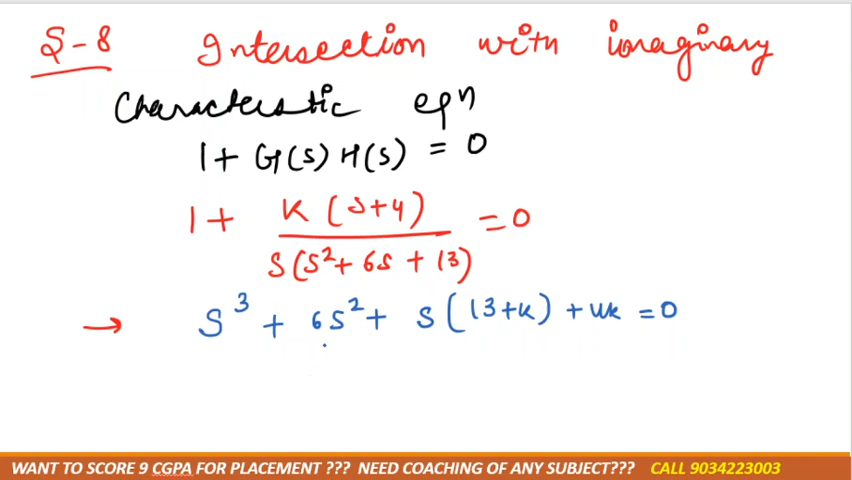 S-8 Intersection with imaginary
Characteristic eqn
1 + G(s) H(s) = 0
1 + K (S+4) / S(S² + 6S + 13) = 0
→ S³ + 6S² + S(13+K) + 4K = 0
WANT TO SCORE 9 CGPA FOR PLACEMENT ??? NEED COACHING OF ANY SUBJECT??? CALL 9034223003